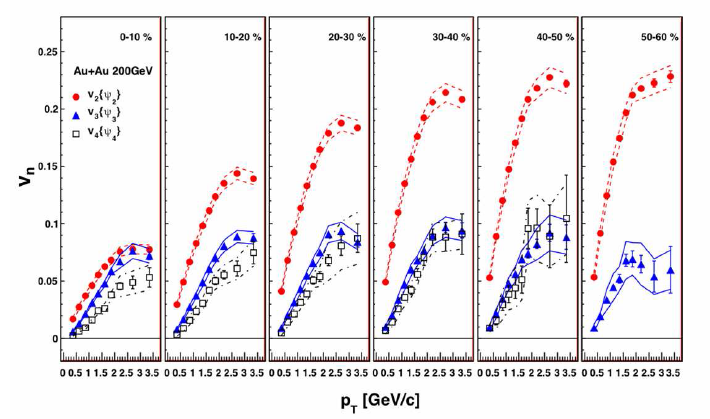 0-10 %
10-20 %
20-30 %
30-40 %
40-50 %
50-60 %
Au+Au 200GeV
v₂{ψ₂}
v₃{ψ₃}
v₄{ψ₄}
vₙ
0.25
0.2
0.15
0.1
0.05
0
0 0.5 1 1.5 2 2.5 3 3.5
0 0.5 1 1.5 2 2.5 3 3.5
0 0.5 1 1.5 2 2.5 3 3.5
0 0.5 1 1.5 2 2.5 3 3.5
0 0.5 1 1.5 2 2.5 3 3.5
0 0.5 1 1.5 2 2.5 3 3.5
p_T [GeV/c]